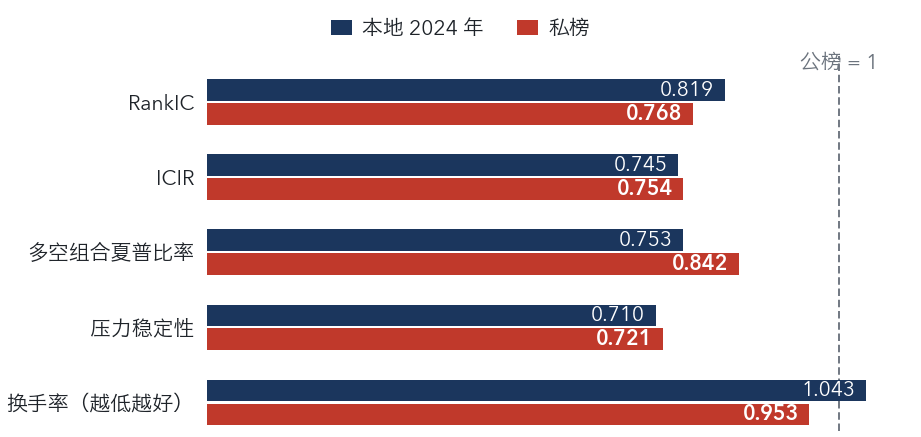 本地 2024 年 私榜
公榜 = 1
RankIC 0.819
0.768
ICIR 0.745
0.754
多空组合夏普比率 0.753
0.842
压力稳定性 0.710
0.721
换手率（越低越好） 1.043
0.953